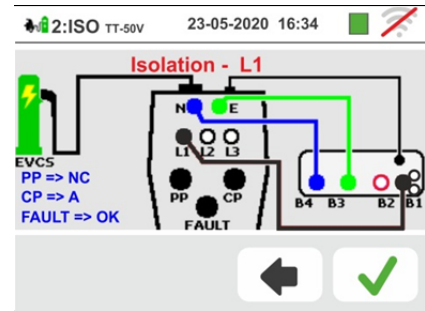 2:ISO TT-50V 23-05-2020 16:34
Isolation - L1
N E
L1 L2 L3
EVCS
PP => NC
CP => A
FAULT => OK
PP CP
FAULT
B4 B3 B2 B1